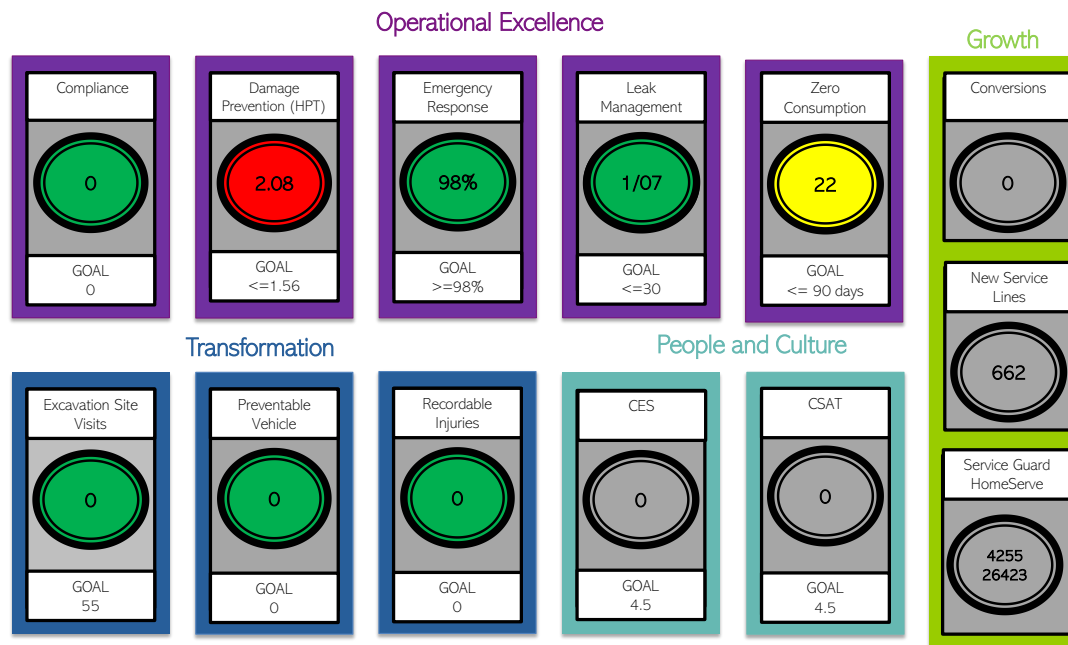 Operational Excellence
Growth
Compliance
0
GOAL
0
Damage
Prevention (HPT)
2.08
GOAL
<=1.56
Emergency
Response
98%
GOAL
>=98%
Leak
Management
1/07
GOAL
<=30
Zero
Consumption
22
GOAL
<= 90 days
Conversions
0
New Service
Lines
662
Service Guard
HomeServe
4255
26423
Transformation
People and Culture
Excavation Site
Visits
0
GOAL
55
Preventable
Vehicle
0
GOAL
0
Recordable
Injuries
0
GOAL
0
CES
0
GOAL
4.5
CSAT
0
GOAL
4.5